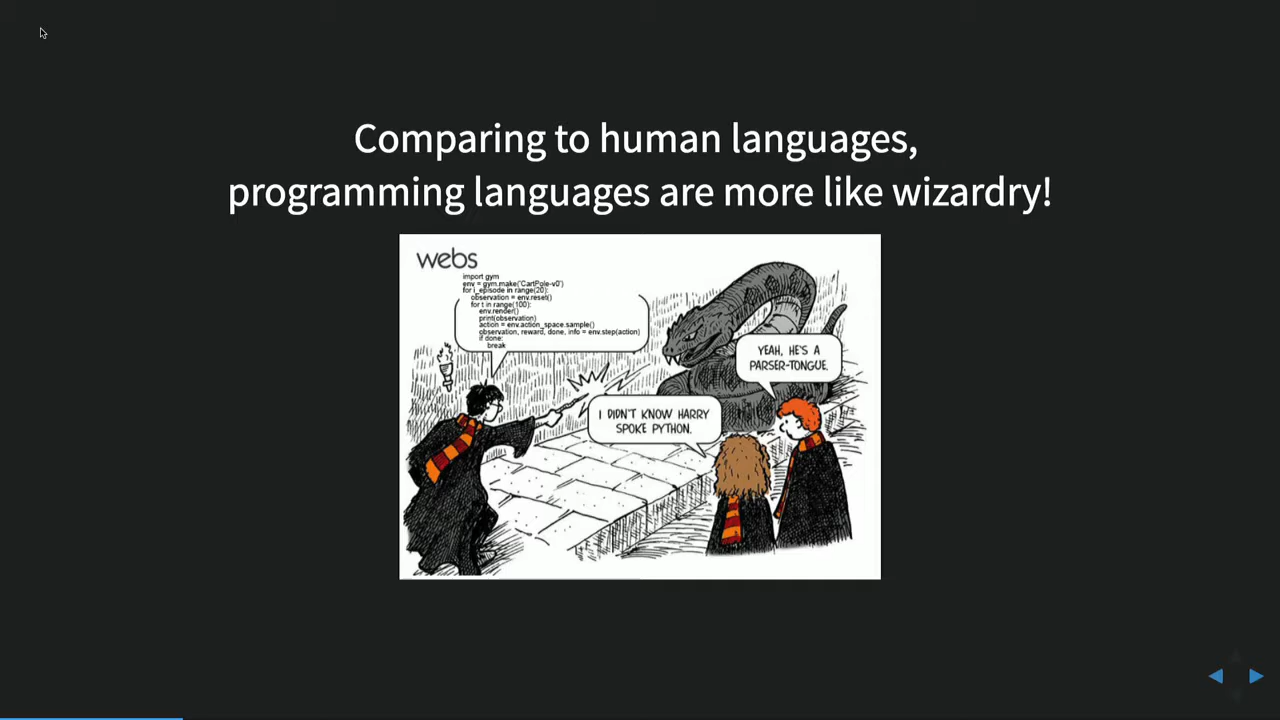 Comparing to human languages,
programming languages are more like wizardry!
webs
import gym
env = gym.make('CartPole-v0')
for i_episode in range(20):
observation = env.reset()
for t in range(100):
env.render()
print(observation)
action = env.action_space.sample()
observation, reward, done, info = env.step(action)
if done:
break
YEAH, HE'S A
PARSER-TONGUE.
I DIDN'T KNOW HARRY
SPOKE PYTHON.